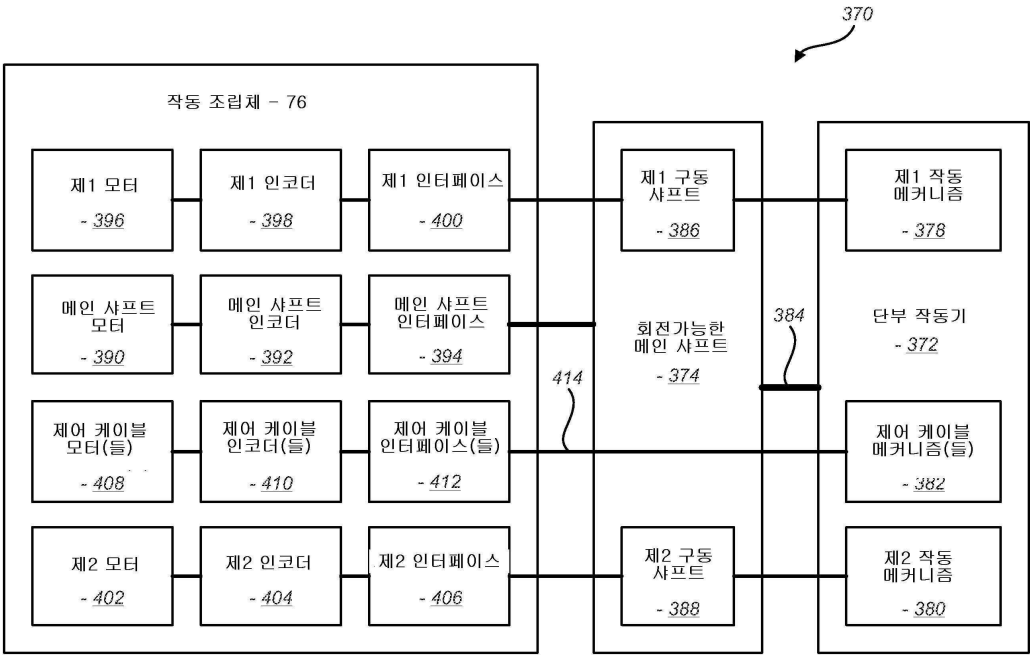 370
작동 조립체 - 76
제1 모터
- 396
제1 인코더
- 398
제1 인터페이스
- 400
제1 구동
샤프트
- 386
제1 작동
메커니즘
- 378
메인 샤프트
모터
- 390
메인 샤프트
인코더
- 392
메인 샤프트
인터페이스
- 394
회전가능한
메인 샤프트
- 374
384
단부 작동기
- 372
414
제어 케이블
모터(들)
- 408
제어 케이블
인코더(들)
- 410
제어 케이블
인터페이스(들)
- 412
제어 케이블
메커니즘(들)
- 382
제2 모터
- 402
제2 인코더
- 404
제2 인터페이스
- 406
제2 구동
샤프트
- 388
제2 작동
메커니즘
- 380